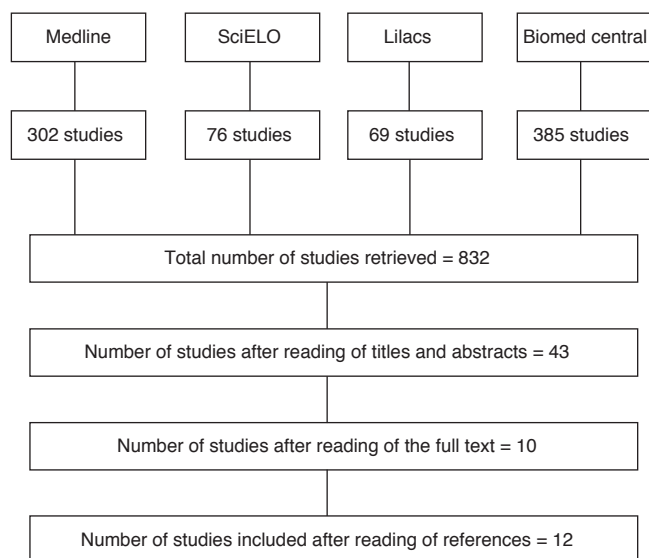 Medline
SciELO
Lilacs
Biomed central
302 studies
76 studies
69 studies
385 studies
Total number of studies retrieved = 832
Number of studies after reading of titles and abstracts = 43
Number of studies after reading of the full text = 10
Number of studies included after reading of references = 12